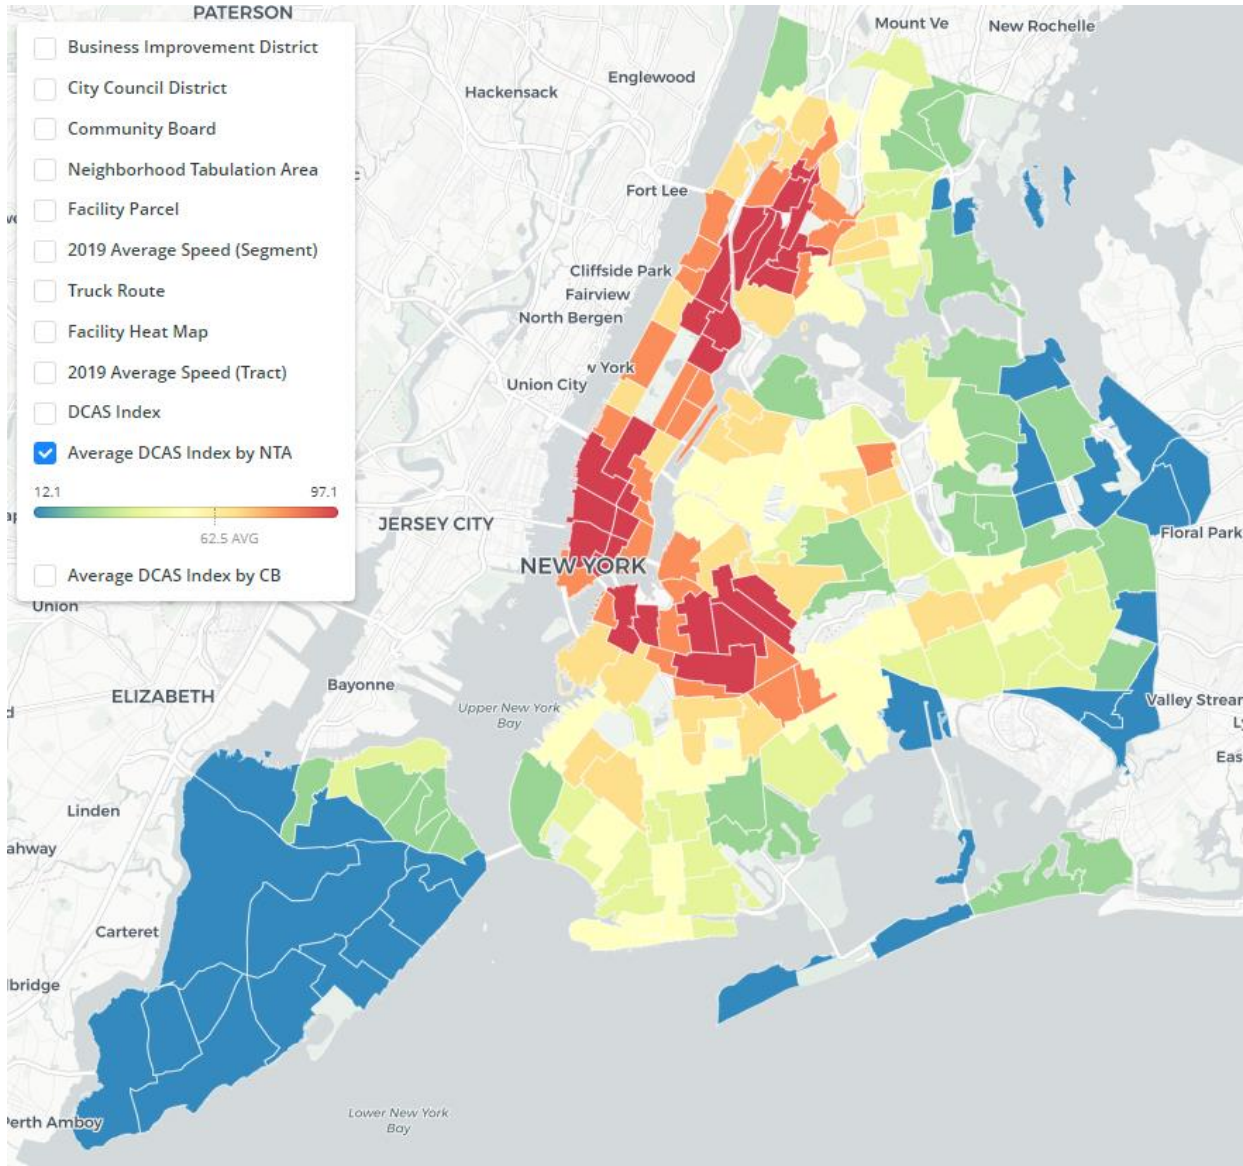 PATERSON
Mount Ve
New Rochelle
Business Improvement District
City Council District
Community Board
Neighborhood Tabulation Area
Facility Parcel
2019 Average Speed (Segment)
Truck Route
Facility Heat Map
2019 Average Speed (Tract)
DCAS Index
Average DCAS Index by NTA
12.1
97.1
62.5 AVG
Average DCAS Index by CB
Englewood
Hackensack
Fort Lee
Cliffside Park
Fairview
North Bergen
w York
Union City
JERSEY CITY
NEW YORK
Floral Park
Union
ELIZABETH
Bayonne
Upper New York
Bay
Valley Strear
Ly
Eas
Linden
ahway
Carteret
lbridge
Perth Amboy
Lower New York
Bay